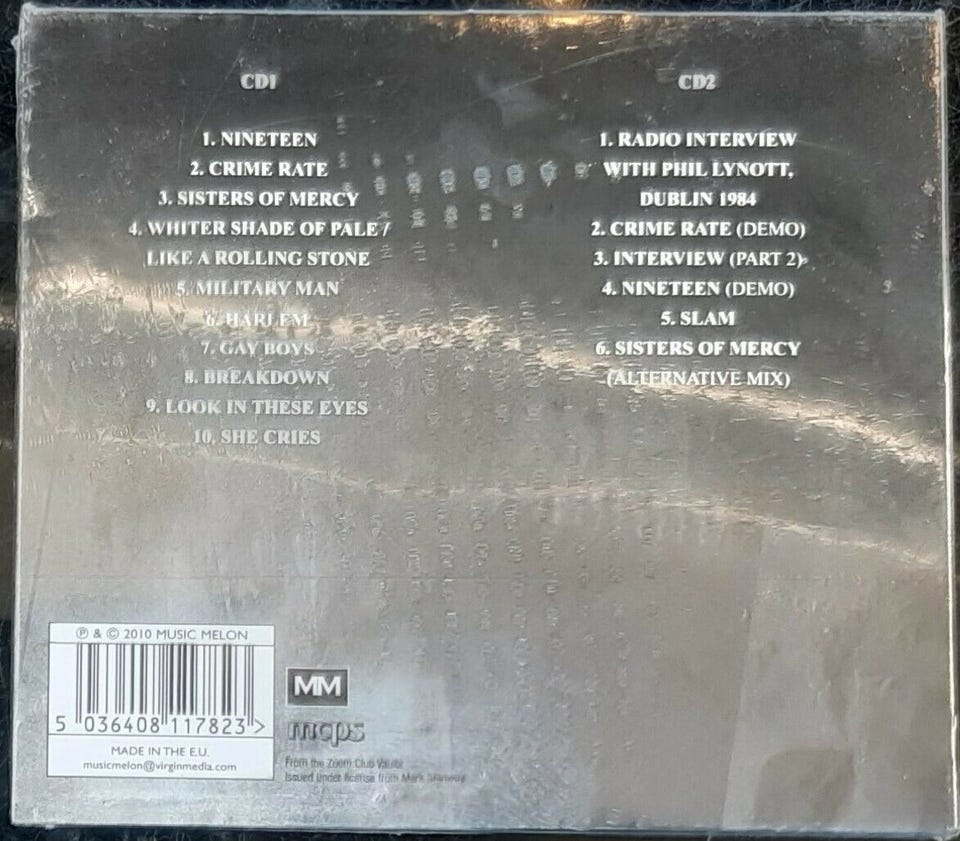 CD1
1. NINETEEN
2. CRIME RATE
3. SISTERS OF MERCY
4. WHITER SHADE OF PALE /
LIKE A ROLLING STONE
5. MILITARY MAN
6. HARLEM
7. GAY BOYS
8. BREAKDOWN
9. LOOK IN THESE EYES
10. SHE CRIES
CD2
1. RADIO INTERVIEW
WITH PHIL LYNOTT,
DUBLIN 1984
2. CRIME RATE (DEMO)
3. INTERVIEW (PART 2)
4. NINETEEN (DEMO)
5. SLAM
6. SISTERS OF MERCY
(ALTERNATIVE MIX)
℗ & © 2010 MUSIC MELON
5 036408 117823 >
MADE IN THE E.U.
musicmelon@virginmedia.com
MM
mcps
From the Zoom Club Vaults
Issued under license from Mark